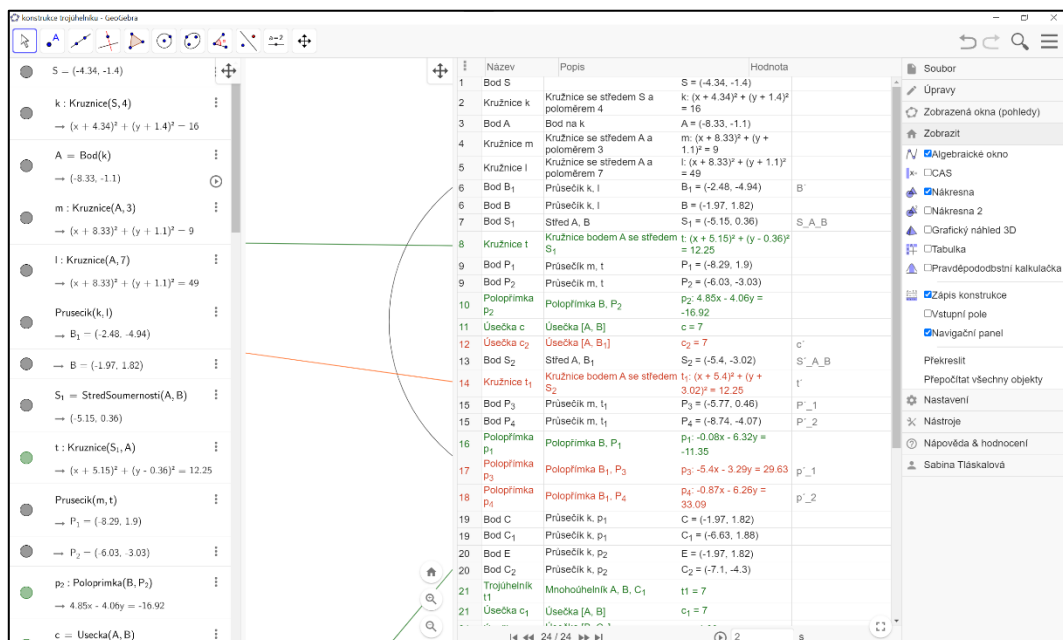 konstrukce trojúhelníku - GeoGebra
a=2
S = (-4.34, -1.4)
k : Kruznice(S, 4)
→ (x + 4.34)² + (y + 1.4)² = 16
A = Bod(k)
→ (-8.33, -1.1)
m : Kruznice(A, 3)
→ (x + 8.33)² + (y + 1.1)² = 9
l : Kruznice(A, 7)
→ (x + 8.33)² + (y + 1.1)² = 49
Prusecik(k, l)
→ B₁ = (-2.48, -4.94)
→ B = (-1.97, 1.82)
S₁ = StredSoumernosti(A, B)
→ (-5.15, 0.36)
t : Kruznice(S₁, A)
→ (x + 5.15)² + (y - 0.36)² = 12.25
Prusecik(m, t)
→ P₁ = (-8.29, 1.9)
→ P₂ = (-6.03, -3.03)
p₂ : Poloprimka(B, P₂)
→ 4.85x - 4.06y = -16.92
c = Usecka(A, B)
Název Popis Hodnota
1 Bod S S = (-4.34, -1.4)
2 Kružnice k Kružnice se středem S a poloměrem 4 k: (x + 4.34)² + (y + 1.4)² = 16
3 Bod A Bod na k A = (-8.33, -1.1)
4 Kružnice m Kružnice se středem A a poloměrem 3 m: (x + 8.33)² + (y + 1.1)² = 9
5 Kružnice l Kružnice se středem A a poloměrem 7 l: (x + 8.33)² + (y + 1.1)² = 49
6 Bod B₁ Průsečík k, l B₁ = (-2.48, -4.94) B´
6 Bod B Průsečík k, l B = (-1.97, 1.82)
7 Bod S₁ Střed A, B S₁ = (-5.15, 0.36) S_A_B
8 Kružnice t Kružnice bodem A se středem S₁ t: (x + 5.15)² + (y - 0.36)² = 12.25
9 Bod P₁ Průsečík m, t P₁ = (-8.29, 1.9)
9 Bod P₂ Průsečík m, t P₂ = (-6.03, -3.03)
10 Polopřímka p₂ Polopřímka B, P₂ p₂: 4.85x - 4.06y = -16.92
11 Úsečka c Úsečka [A, B] c = 7
12 Úsečka c₂ Úsečka [A, B₁] c₂ = 7 c´
13 Bod S₂ Střed A, B₁ S₂ = (-5.4, -3.02) S´_A_B
14 Kružnice t₁ Kružnice bodem A se středem S₂ t₁: (x + 5.4)² + (y + 3.02)² = 12.25 t´
15 Bod P₃ Průsečík m, t₁ P₃ = (-5.77, 0.46) P´_1
15 Bod P₄ Průsečík m, t₁ P₄ = (-8.74, -4.07) P´_2
16 Polopřímka p₁ Polopřímka B, P₁ p₁: -0.08x - 6.32y = -11.35
17 Polopřímka p₃ Polopřímka B₁, P₃ p₃: -5.4x - 3.29y = 29.63 p´_1
18 Polopřímka p₄ Polopřímka B₁, P₄ p₄: -0.87x - 6.26y = 33.09 p´_2
19 Bod C Průsečík k, p₁ C = (-1.97, 1.82)
19 Bod C₁ Průsečík k, p₁ C₁ = (-6.63, 1.88)
20 Bod E Průsečík k, p₂ E = (-1.97, 1.82)
20 Bod C₂ Průsečík k, p₂ C₂ = (-7.1, -4.3)
21 Trojúhelník t1 Mnohoúhelník A, B, C₁ t1 = 7
21 Úsečka c₁ Úsečka [A, B] c₁ = 7
24 / 24 2 s
Soubor
Úpravy
Zobrazená okna (pohledy)
Zobrazit
Algebraické okno
CAS
Nákresna
Nákresna 2
Grafický náhled 3D
Tabulka
Pravděpododbstní kalkulačka
Zápis konstrukce
Vstupní pole
Navigační panel
Překreslit
Přepočítat všechny objekty
Nastavení
Nástroje
Nápověda & hodnocení
Sabina Tláskalová